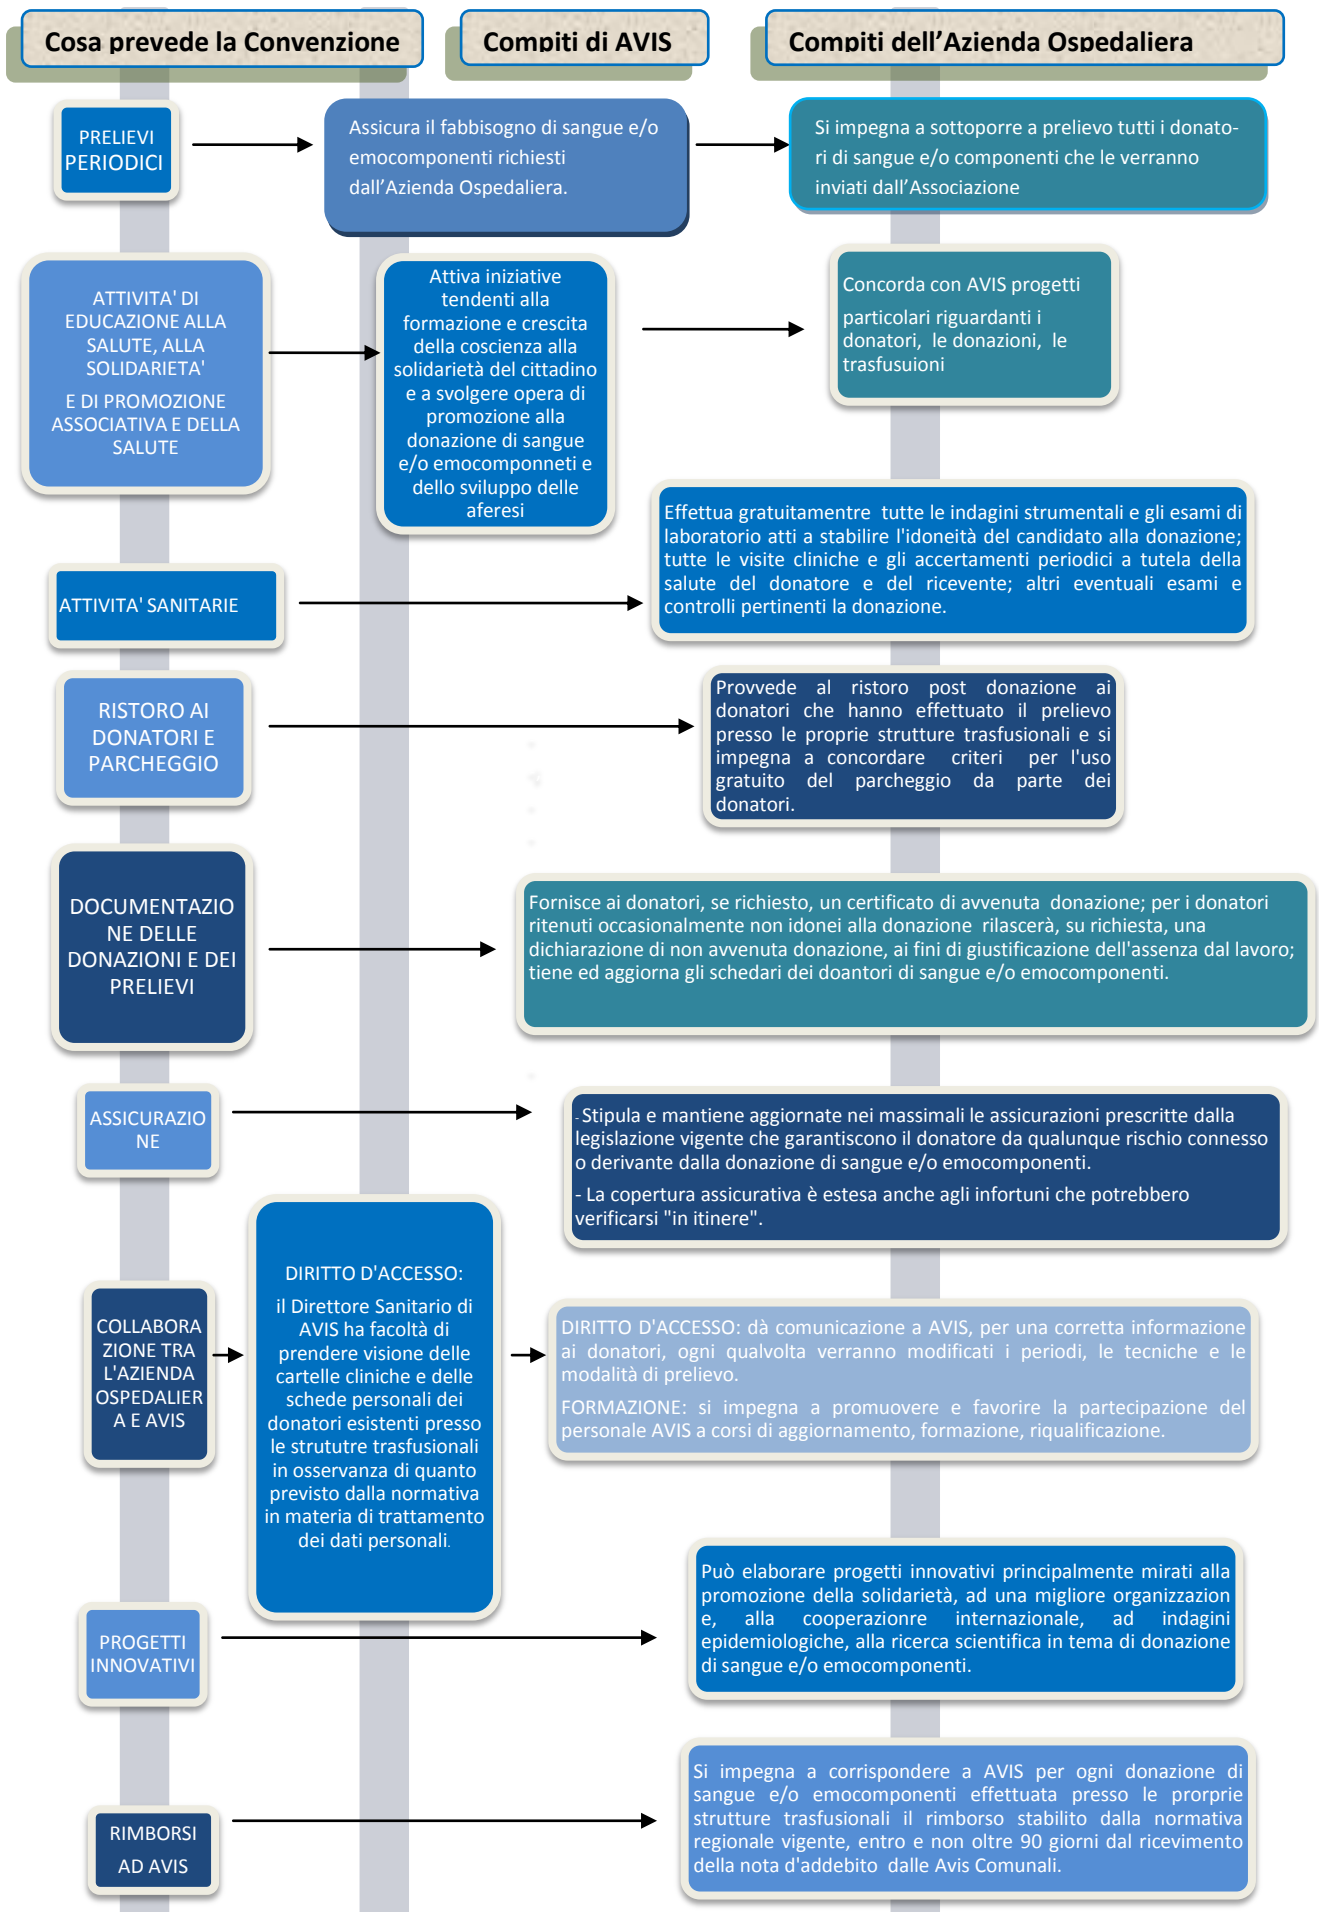 Cosa prevede la Convenzione
Compiti di AVIS
Compiti dell'Azienda Ospedaliera
PRELIEVI
PERIODICI
Assicura il fabbisogno di sangue e/o
emocomponenti richiesti
dall'Azienda Ospedaliera.
Si impegna a sottoporre a prelievo tutti i donato-
ri di sangue e/o componenti che le verranno
inviati dall'Associazione
ATTIVITA' DI
EDUCAZIONE ALLA
SALUTE, ALLA
SOLIDARIETA'
E DI PROMOZIONE
ASSOCIATIVA E DELLA
SALUTE
Attiva iniziative
tendenti alla
formazione e crescita
della coscienza alla
solidarietà del cittadino
e a svolgere opera di
promozione alla
donazione di sangue
e/o emocomponneti e
dello sviluppo delle
aferesi
Concorda con AVIS progetti
particolari riguardanti i
donatori, le donazioni, le
trasfusuioni
ATTIVITA' SANITARIE
Effettua gratuitamentre tutte le indagini strumentali e gli esami di
laboratorio atti a stabilire l'idoneità del candidato alla donazione;
tutte le visite cliniche e gli accertamenti periodici a tutela della
salute del donatore e del ricevente; altri eventuali esami e
controlli pertinenti la donazione.
RISTORO AI
DONATORI E
PARCHEGGIO
Provvede al ristoro post donazione ai
donatori che hanno effettuato il prelievo
presso le proprie strutture trasfusionali e si
impegna a concordare criteri per l'uso
gratuito del parcheggio da parte dei
donatori.
DOCUMENTAZIO
NE DELLE
DONAZIONI E DEI
PRELIEVI
Fornisce ai donatori, se richiesto, un certificato di avvenuta donazione; per i donatori
ritenuti occasionalmente non idonei alla donazione rilascerà, su richiesta, una
dichiarazione di non avvenuta donazione, ai fini di giustificazione dell'assenza dal lavoro;
tiene ed aggiorna gli schedari dei doantori di sangue e/o emocomponenti.
ASSICURAZIO
NE
- Stipula e mantiene aggiornate nei massimali le assicurazioni prescritte dalla
legislazione vigente che garantiscono il donatore da qualunque rischio connesso
o derivante dalla donazione di sangue e/o emocomponenti.
- La copertura assicurativa è estesa anche agli infortuni che potrebbero
verificarsi "in itinere".
COLLABORA
ZIONE TRA
L'AZIENDA
OSPEDALIER
A E AVIS
DIRITTO D'ACCESSO:
il Direttore Sanitario di
AVIS ha facoltà di
prendere visione delle
cartelle cliniche e delle
schede personali dei
donatori esistenti presso
le strututre trasfusionali
in osservanza di quanto
previsto dalla normativa
in materia di trattamento
dei dati personali.
DIRITTO D'ACCESSO: dà comunicazione a AVIS, per una corretta informazione
ai donatori, ogni qualvolta verranno modificati i periodi, le tecniche e le
modalità di prelievo.
FORMAZIONE: si impegna a promuovere e favorire la partecipazione del
personale AVIS a corsi di aggiornamento, formazione, riqualificazione.
PROGETTI
INNOVATIVI
Può elaborare progetti innovativi principalmente mirati alla
promozione della solidarietà, ad una migliore organizzazion
e, alla cooperazionre internazionale, ad indagini
epidemiologiche, alla ricerca scientifica in tema di donazione
di sangue e/o emocomponenti.
RIMBORSI
AD AVIS
Si impegna a corrispondere a AVIS per ogni donazione di
sangue e/o emocomponenti effettuata presso le prorprie
strutture trasfusionali il rimborso stabilito dalla normativa
regionale vigente, entro e non oltre 90 giorni dal ricevimento
della nota d'addebito dalle Avis Comunali.